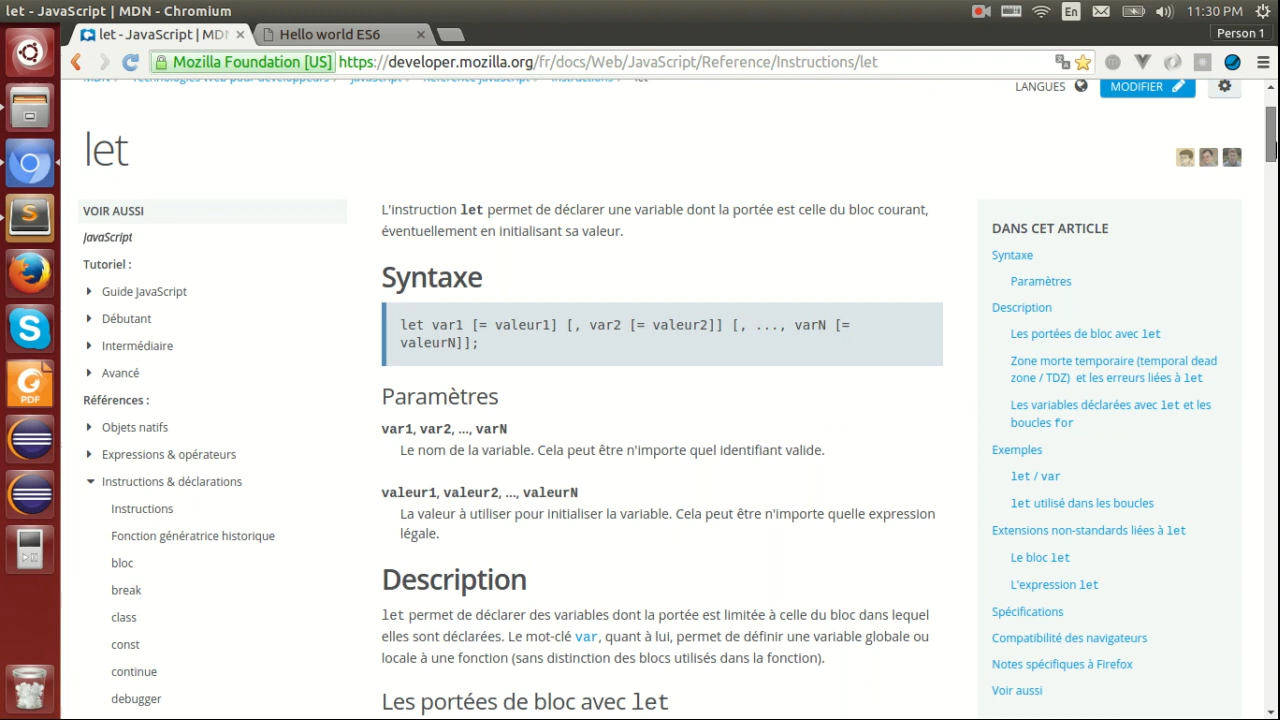 let - JavaScript | MDN - Chromium
En
11:30 PM
let - JavaScript | MDN
Hello world ES6
Person 1
Mozilla Foundation [US]
https://developer.mozilla.org/fr/docs/Web/JavaScript/Reference/Instructions/let
LANGUES
MODIFIER
let
VOIR AUSSI
JavaScript
Tutoriel :
Guide JavaScript
Débutant
Intermédiaire
Avancé
Références :
Objets natifs
Expressions & opérateurs
Instructions & déclarations
Instructions
Fonction génératrice historique
bloc
break
class
const
continue
debugger
L'instruction let permet de déclarer une variable dont la portée est celle du bloc courant,
éventuellement en initialisant sa valeur.
Syntaxe
let var1 [= valeur1] [, var2 [= valeur2]] [, ..., varN [=
valeurN]];
Paramètres
var1, var2, …, varN
Le nom de la variable. Cela peut être n'importe quel identifiant valide.
valeur1, valeur2, …, valeurN
La valeur à utiliser pour initialiser la variable. Cela peut être n'importe quelle expression
légale.
Description
let permet de déclarer des variables dont la portée est limitée à celle du bloc dans lequel
elles sont déclarées. Le mot-clé var, quant à lui, permet de définir une variable globale ou
locale à une fonction (sans distinction des blocs utilisés dans la fonction).
Les portées de bloc avec let
DANS CET ARTICLE
Syntaxe
Paramètres
Description
Les portées de bloc avec let
Zone morte temporaire (temporal dead
zone / TDZ) et les erreurs liées à let
Les variables déclarées avec let et les
boucles for
Exemples
let / var
let utilisé dans les boucles
Extensions non-standards liées à let
Le bloc let
L'expression let
Spécifications
Compatibilité des navigateurs
Notes spécifiques à Firefox
Voir aussi
PDF